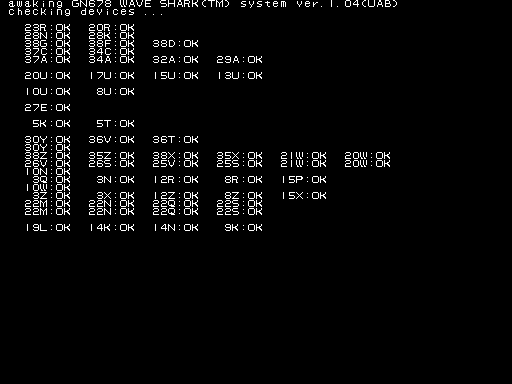 awaking GN678 WAVE SHARK(TM) system ver.1.04(UAB)
checking devices ...
23R:OK 20R:OK
28N:OK 28K:OK
38G:OK 38F:OK 38D:OK
37C:OK 34C:OK
37A:OK 34A:OK 32A:OK 29A:OK
20U:OK 17U:OK 15U:OK 13U:OK
10U:OK 8U:OK
27E:OK
5K:OK 5T:OK
30Y:OK 36V:OK 36T:OK
30Y:OK
38Z:OK 35Z:OK 38X:OK 35X:OK 21W:OK 20W:OK
26V:OK 26S:OK 25V:OK 25S:OK 21W:OK 20W:OK
10N:OK
3Q:OK 3N:OK 12R:OK 8R:OK 15P:OK
10W:OK
3Z:OK 3X:OK 12Z:OK 8Z:OK 15X:OK
22M:OK 22N:OK 22Q:OK 22S:OK
22M:OK 22N:OK 22Q:OK 22S:OK
19L:OK 14K:OK 14N:OK 9K:OK